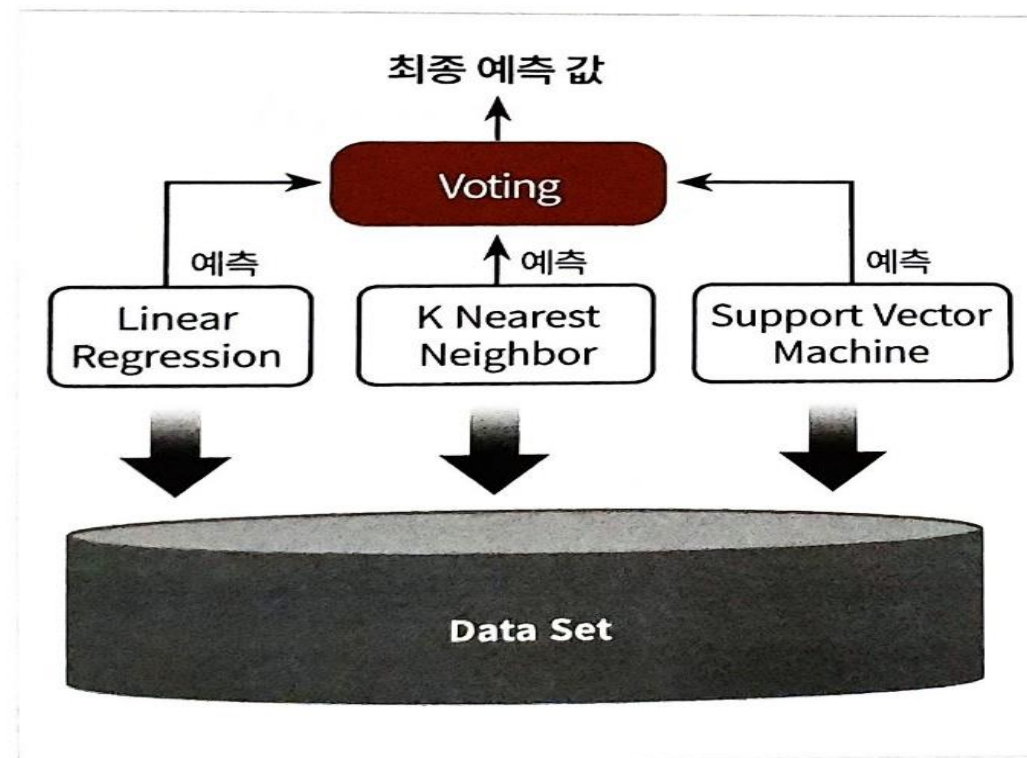 최종 예측 값
Voting
예측
예측
예측
Linear
Regression
K Nearest
Neighbor
Support Vector
Machine
Data Set